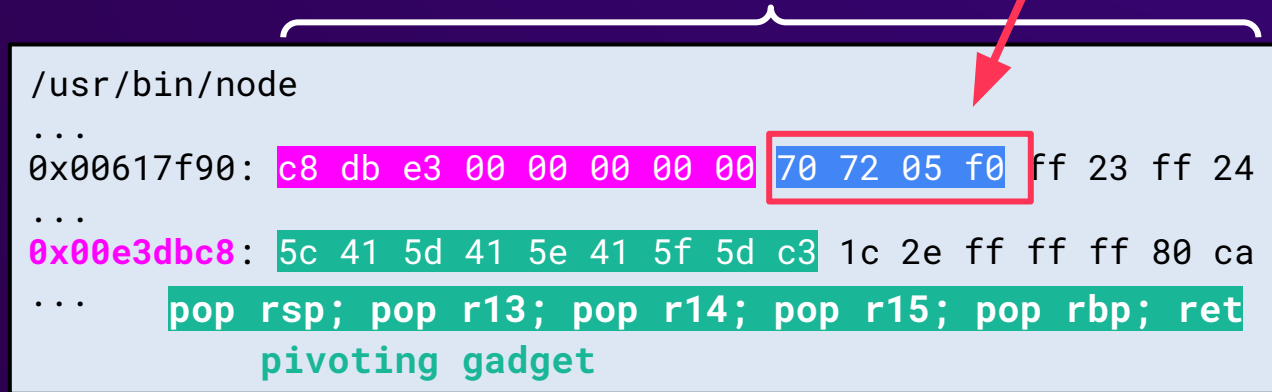 /usr/bin/node
...
0x00617f90: c8 db e3 00 00 00 00 00 70 72 05 f0 ff 23 ff 24
...
0x00e3dbc8: 5c 41 5d 41 5e 41 5f 5d c3 1c 2e ff ff ff 80 ca
... pop rsp; pop r13; pop r14; pop r15; pop rbp; ret
pivoting gadget